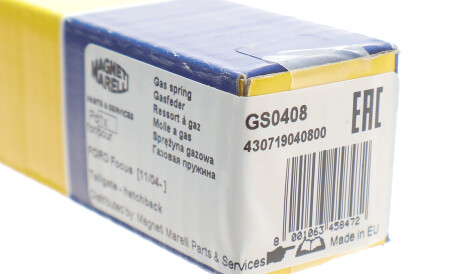 MAGNETI
MARELLI
PARTS & SERVICES
Gas spring
Gasfeder
Ressort à gaz
Molle a gas
Sprężyna gazowa
Газовая пружина
FORD Focus [11/04-]
Tailgate - hatchback
Distributed by: Magneti Marelli Parts & Services
GS0408
430719040800
EAC
8 001063 458472
Made in EU